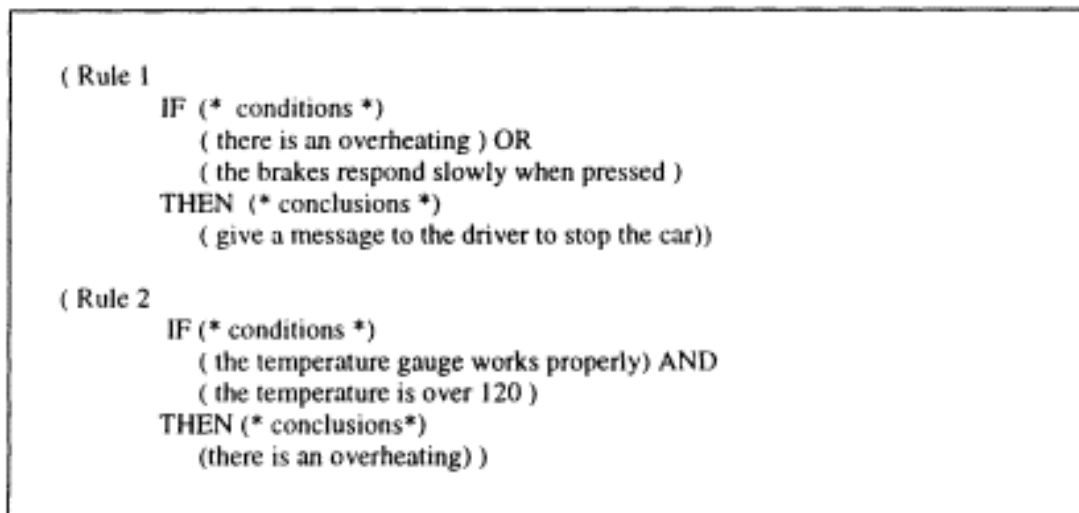 ( Rule 1
IF (* conditions *)
( there is an overheating ) OR
( the brakes respond slowly when pressed )
THEN (* conclusions *)
( give a message to the driver to stop the car))
( Rule 2
IF (* conditions *)
( the temperature gauge works properly) AND
( the temperature is over 120 )
THEN (* conclusions*)
(there is an overheating) )